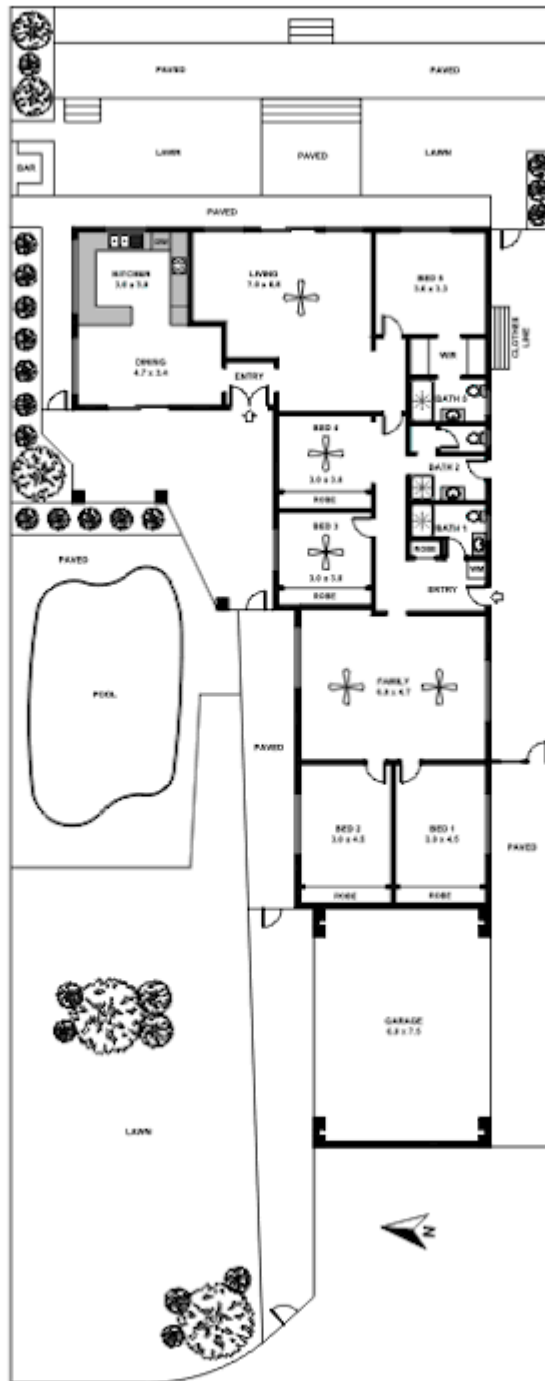 PAVED
PAVED
LAWN
PAVED
LAWN
BAR
PAVED
KITCHEN
3.0 x 3.8
DW
LIVING
BED 5
3.6 x 3.3
CLOTHES
LINE
WIR
DINING
4.7 x 3.4
ENTRY
BATH 3
BED 4
3.0 x 3.8
ROBE
BATH 2
BED 3
3.0 x 3.8
ROBE
BATH 1
ROBE
WM
ENTRY
PAVED
POOL
FAMILY
6.8 x 4.7
PAVED
BED 2
3.0 x 4.5
ROBE
BED 1
3.0 x 4.5
ROBE
PAVED
GARAGE
6.8 x 7.5
LAWN
N